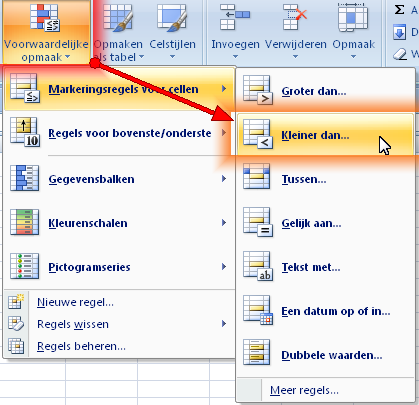 Voorwaardelijke opmaak
Opmaken als tabel
Celstijlen
Invoegen
Verwijderen
Opmaak
Markeringsregels voor cellen
Regels voor bovenste/onderste
Gegevensbalken
Kleurenschalen
Pictogramseries
Nieuwe regel...
Regels wissen
Regels beheren...
Groter dan...
Kleiner dan...
Tussen...
Gelijk aan...
Tekst met...
Een datum op of in...
Dubbele waarden...
Meer regels...